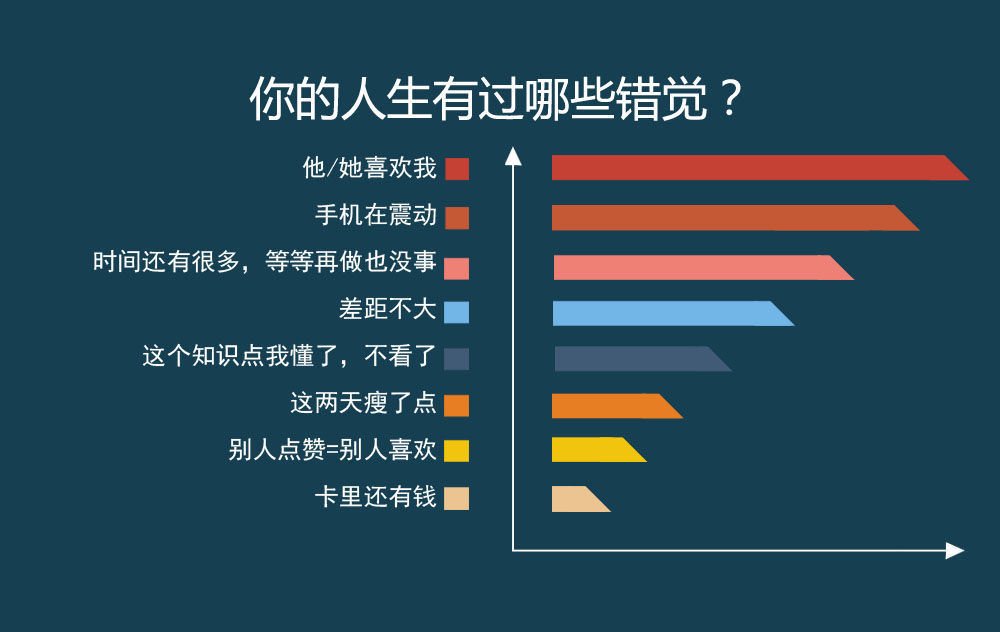 你的人生有过哪些错觉？
他/她喜欢我
手机在震动
时间还有很多，等等再做也没事
差距不大
这个知识点我懂了，不看了
这两天瘦了点
别人点赞=别人喜欢
卡里还有钱